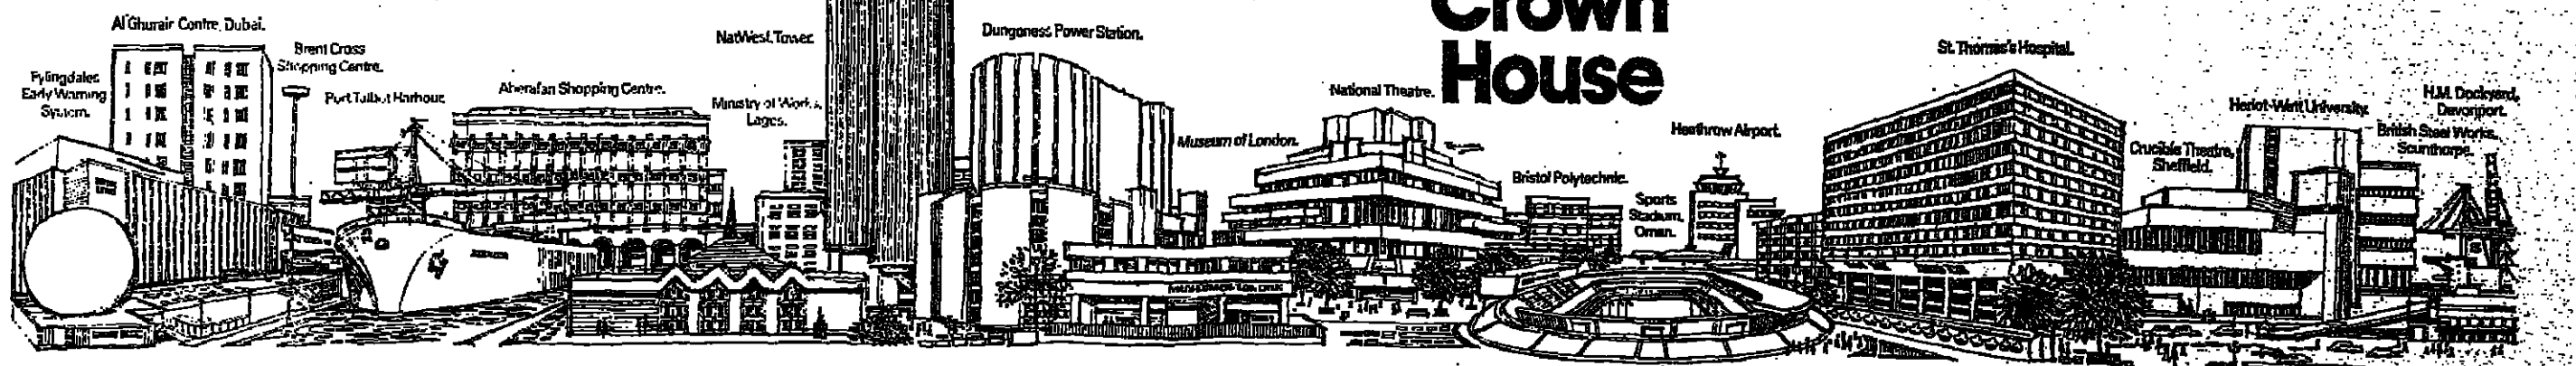 Crown
House
Al Ghurair Centre, Dubai.
Brent Cross
Shopping Centre.
Fylingdales
Early Warning
System.
Port Talbot Harbour.
Aberafan Shopping Centre.
NatWest Tower.
Ministry of Works,
Lagos.
Dungeness Power Station.
Museum of London.
National Theatre.
Bristol Polytechnic.
Sports
Stadium,
Oman.
Heathrow Airport.
St. Thomas's Hospital.
Crucible Theatre,
Sheffield.
Heriot-Watt University.
H.M. Dockyard,
Devonport.
British Steel Works,
Scunthorpe.